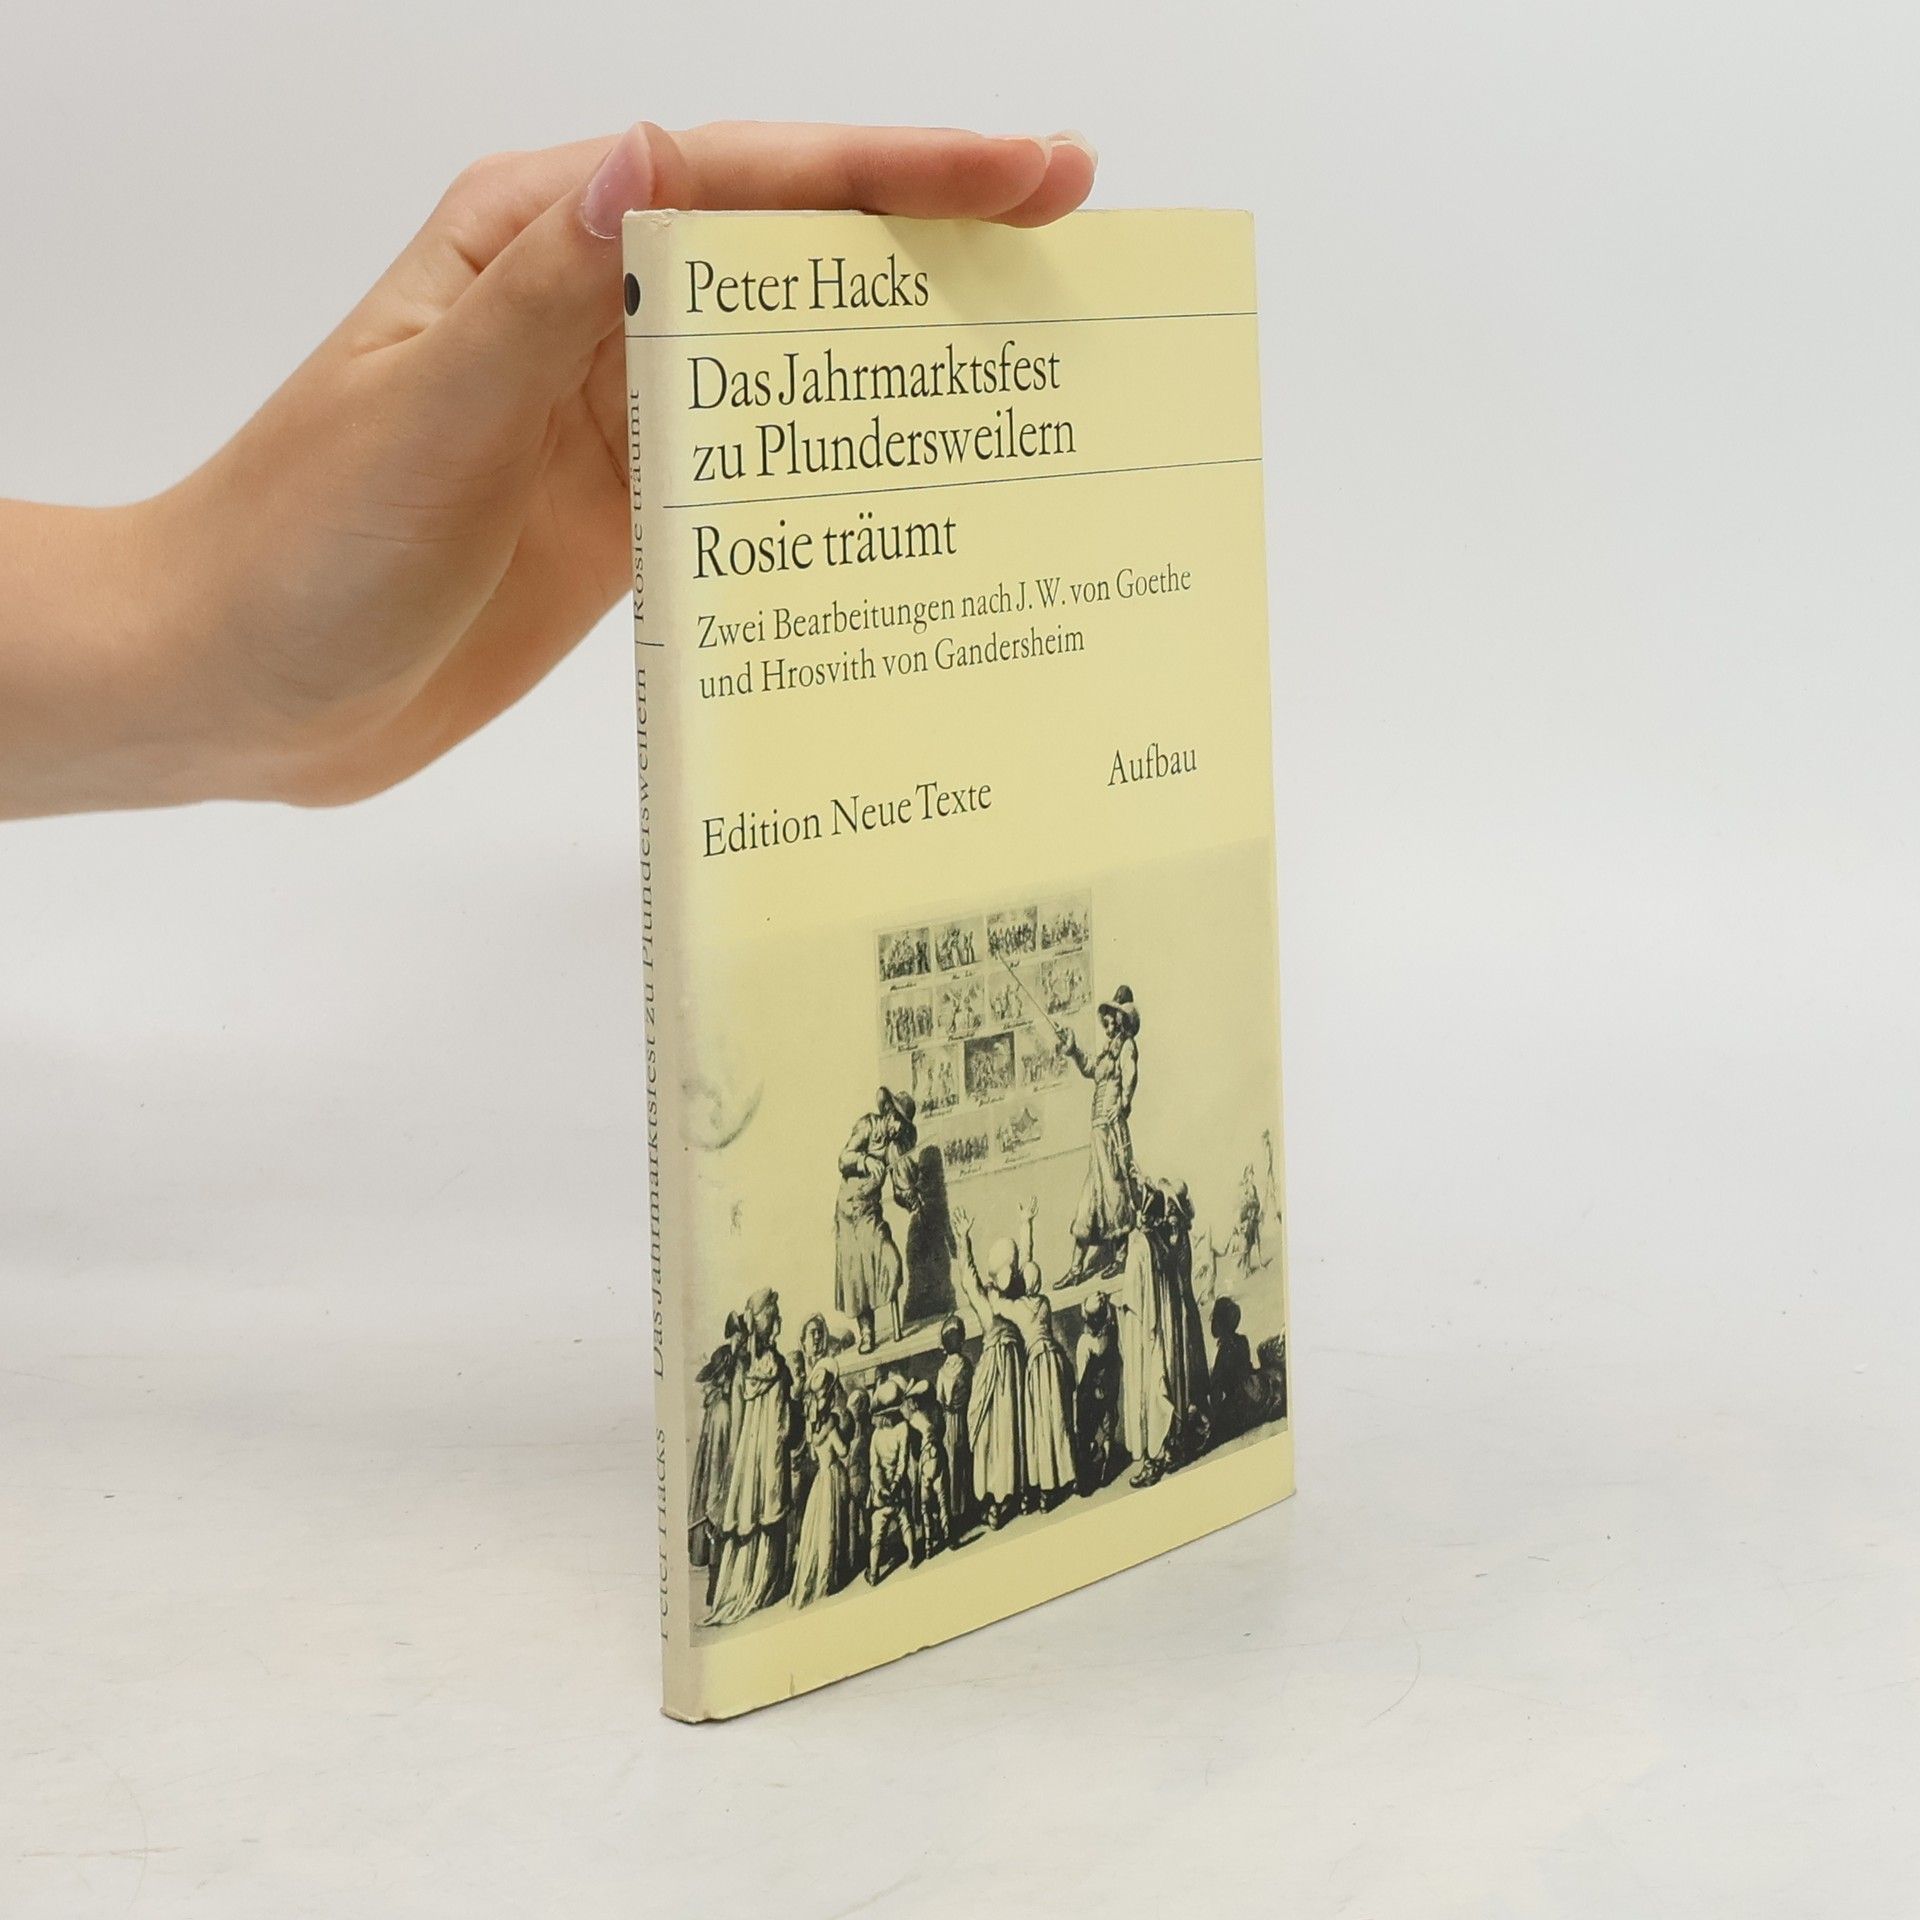 Peter Hacks
Das Jahrmarktsfest
zu Plundersweilern
Rosie träumt
Zwei Bearbeitungen nach J. W. von Goethe
und Hrosvith von Gandersheim
Aufbau
Edition Neue Texte
Peter Hacks Das Jahrmarktsfest zu Plundersweilern | Rosie träumt